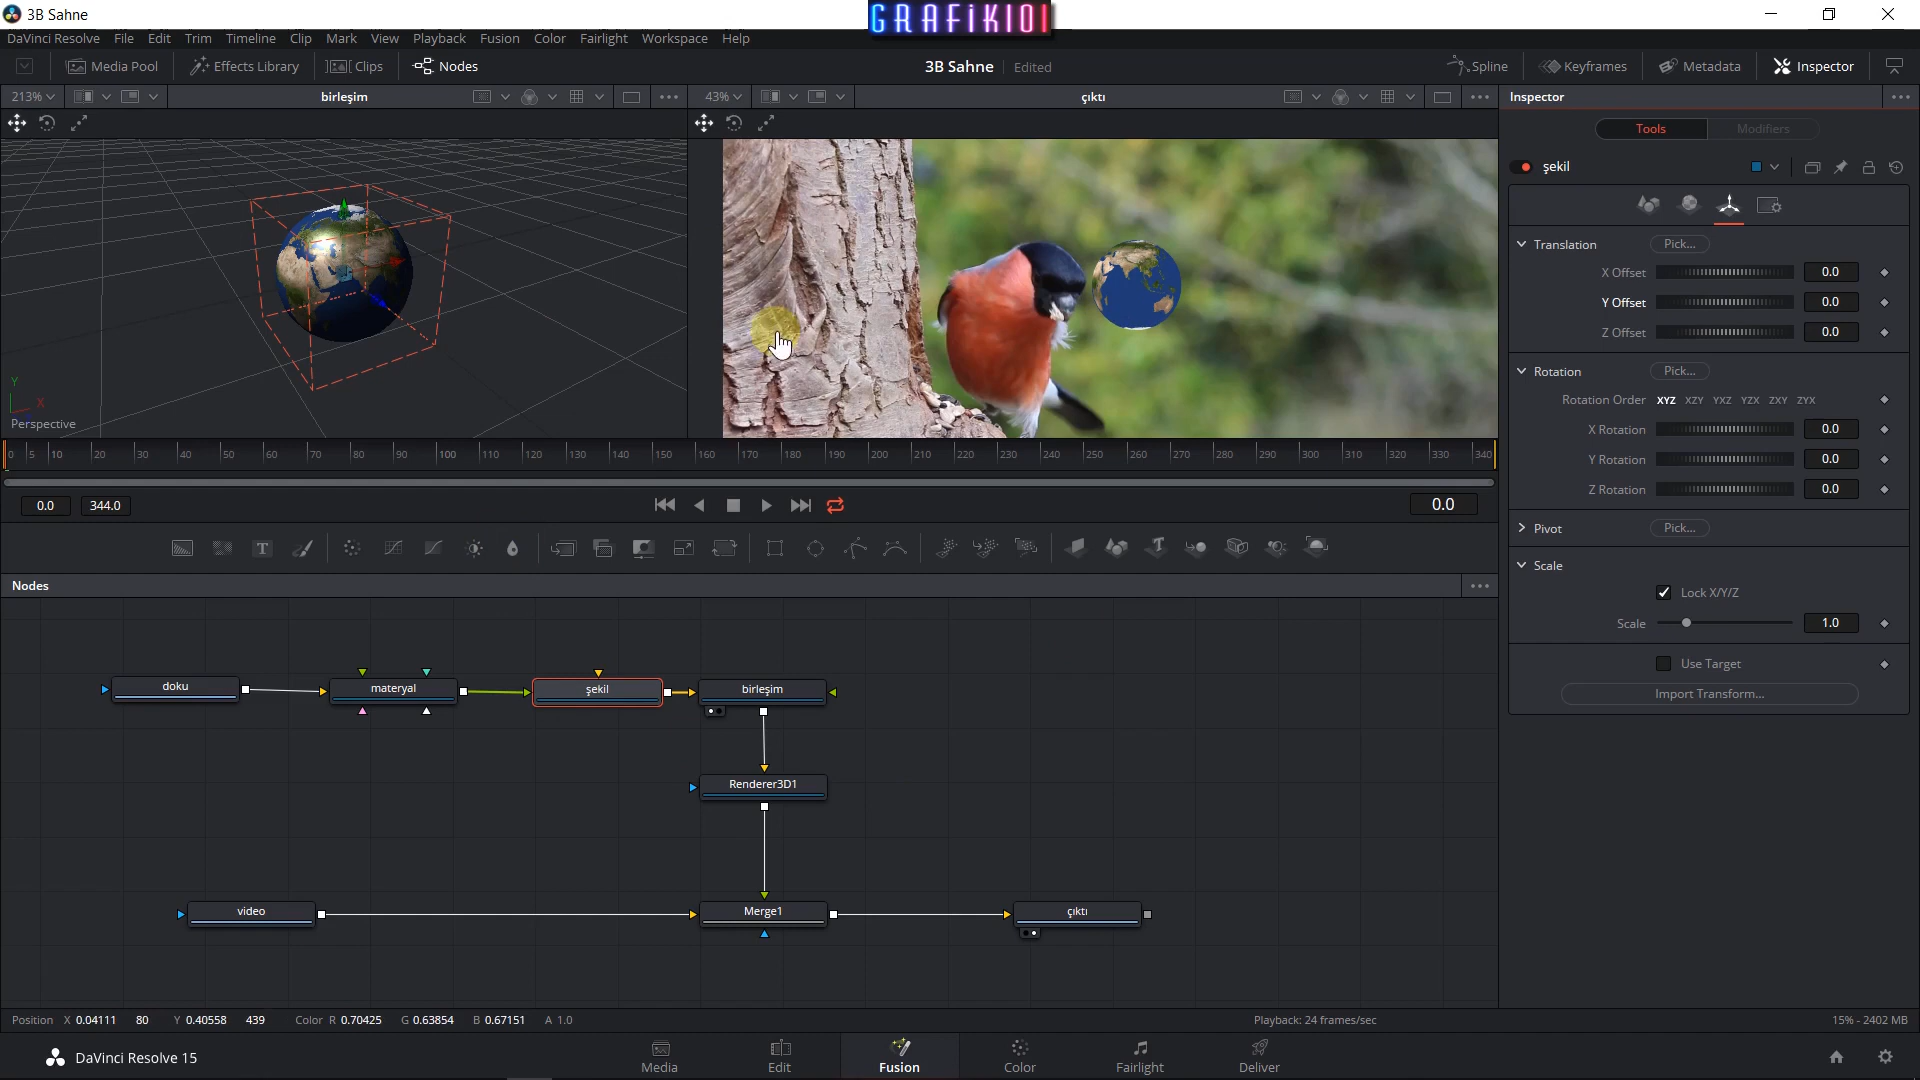 3B Sahne
GRAFiK101
DaVinci Resolve File Edit Trim Timeline Clip Mark View Playback Fusion Color Fairlight Workspace Help
Media Pool Effects Library Clips Nodes 3B Sahne Edited Spline Keyframes Metadata Inspector
213% birleşim 43% çıktı Inspector
Tools Modifiers
şekil
Translation Pick...
X Offset 0.0
Y Offset 0.0
Z Offset 0.0
Rotation Pick...
Rotation Order XYZ XZY YXZ YZX ZXY ZYX
X Rotation 0.0
Y Rotation 0.0
Z Rotation 0.0
Pivot Pick...
Scale
Lock X/Y/Z
Scale 1.0
Use Target
Import Transform...
Y
X
Perspective
0 5 10 20 30 40 50 60 70 80 90 100 110 120 130 140 150 160 170 180 190 200 210 220 230 240 250 260 270 280 290 300 310 320 330 340
0.0 344.0 0.0
T T
Nodes
doku materyal şekil birleşim
Renderer3D1
video Merge1 çıktı
Position X 0.04111 80 Y 0.40558 439 Color R 0.70425 G 0.63854 B 0.67151 A 1.0 Playback: 24 frames/sec 15% - 2402 MB
DaVinci Resolve 15 Media Edit Fusion Color Fairlight Deliver